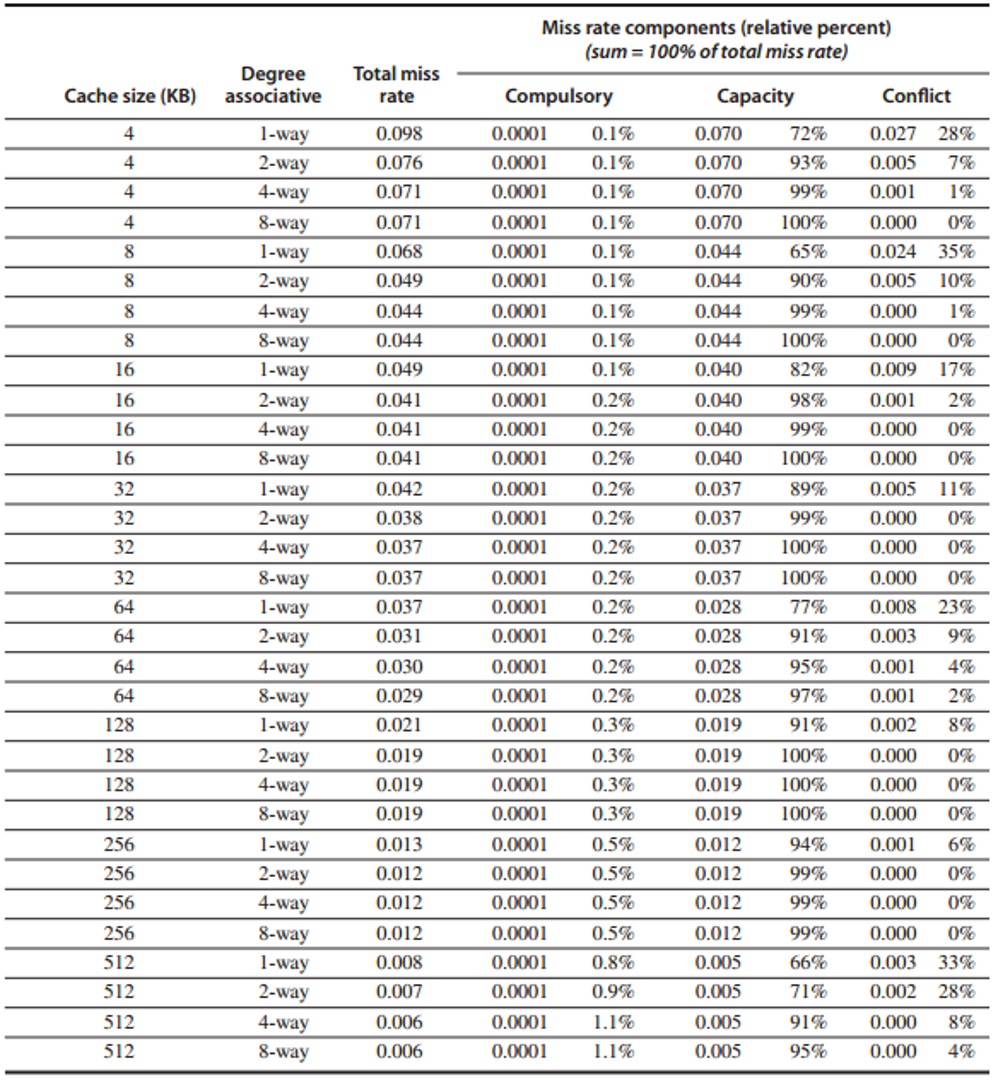 Miss rate components (relative percent)
(sum = 100% of total miss rate)
Cache size (KB) Degree associative Total miss rate Compulsory Capacity Conflict
4 1-way 0.098 0.0001 0.1% 0.070 72% 0.027 28%
4 2-way 0.076 0.0001 0.1% 0.070 93% 0.005 7%
4 4-way 0.071 0.0001 0.1% 0.070 99% 0.001 1%
4 8-way 0.071 0.0001 0.1% 0.070 100% 0.000 0%
8 1-way 0.068 0.0001 0.1% 0.044 65% 0.024 35%
8 2-way 0.049 0.0001 0.1% 0.044 90% 0.005 10%
8 4-way 0.044 0.0001 0.1% 0.044 99% 0.000 1%
8 8-way 0.044 0.0001 0.1% 0.044 100% 0.000 0%
16 1-way 0.049 0.0001 0.1% 0.040 82% 0.009 17%
16 2-way 0.041 0.0001 0.2% 0.040 98% 0.001 2%
16 4-way 0.041 0.0001 0.2% 0.040 99% 0.000 0%
16 8-way 0.041 0.0001 0.2% 0.040 100% 0.000 0%
32 1-way 0.042 0.0001 0.2% 0.037 89% 0.005 11%
32 2-way 0.038 0.0001 0.2% 0.037 99% 0.000 0%
32 4-way 0.037 0.0001 0.2% 0.037 100% 0.000 0%
32 8-way 0.037 0.0001 0.2% 0.037 100% 0.000 0%
64 1-way 0.037 0.0001 0.2% 0.028 77% 0.008 23%
64 2-way 0.031 0.0001 0.2% 0.028 91% 0.003 9%
64 4-way 0.030 0.0001 0.2% 0.028 95% 0.001 4%
64 8-way 0.029 0.0001 0.2% 0.028 97% 0.001 2%
128 1-way 0.021 0.0001 0.3% 0.019 91% 0.002 8%
128 2-way 0.019 0.0001 0.3% 0.019 100% 0.000 0%
128 4-way 0.019 0.0001 0.3% 0.019 100% 0.000 0%
128 8-way 0.019 0.0001 0.3% 0.019 100% 0.000 0%
256 1-way 0.013 0.0001 0.5% 0.012 94% 0.001 6%
256 2-way 0.012 0.0001 0.5% 0.012 99% 0.000 0%
256 4-way 0.012 0.0001 0.5% 0.012 99% 0.000 0%
256 8-way 0.012 0.0001 0.5% 0.012 99% 0.000 0%
512 1-way 0.008 0.0001 0.8% 0.005 66% 0.003 33%
512 2-way 0.007 0.0001 0.9% 0.005 71% 0.002 28%
512 4-way 0.006 0.0001 1.1% 0.005 91% 0.000 8%
512 8-way 0.006 0.0001 1.1% 0.005 95% 0.000 4%